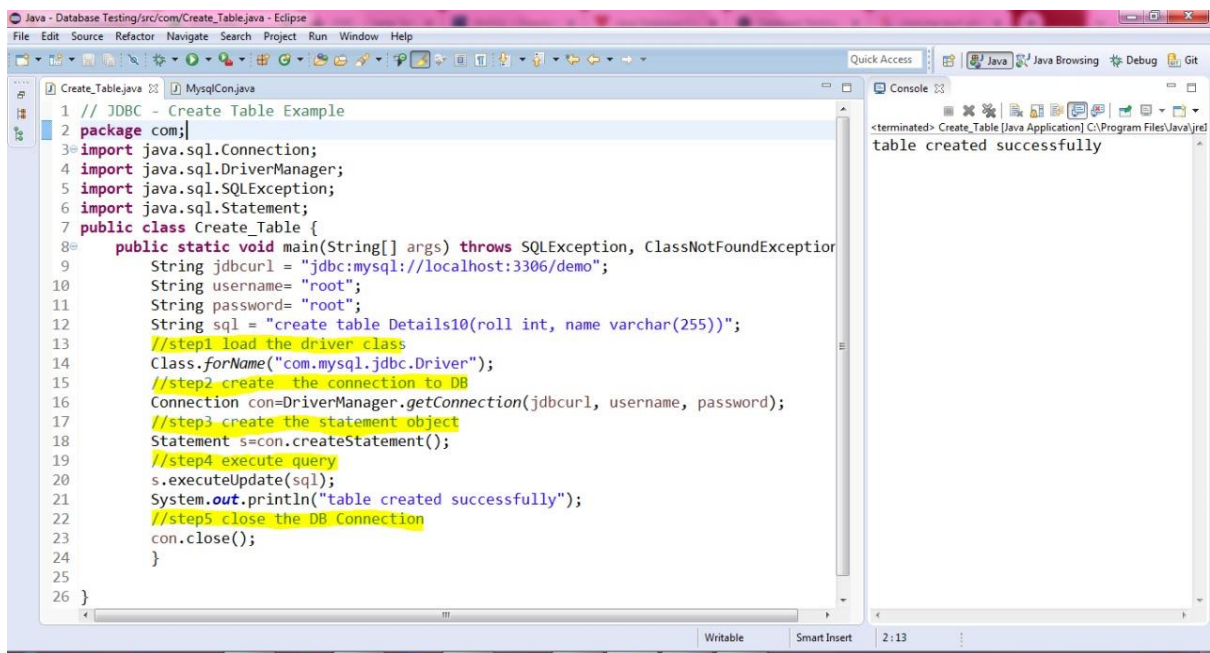 Java - Database Testing/src/com/Create_Table.java - Eclipse
File Edit Source Refactor Navigate Search Project Run Window Help
Quick Access Java Java Browsing Debug Git
Create_Table.java MysqlCon.java
1 // JDBC - Create Table Example
2 package com;
3 import java.sql.Connection;
4 import java.sql.DriverManager;
5 import java.sql.SQLException;
6 import java.sql.Statement;
7 public class Create_Table {
8 public static void main(String[] args) throws SQLException, ClassNotFoundException
9 String jdbcurl = "jdbc:mysql://localhost:3306/demo";
10 String username= "root";
11 String password= "root";
12 String sql = "create table Details10(roll int, name varchar(255))";
13 //step1 load the driver class
14 Class.forName("com.mysql.jdbc.Driver");
15 //step2 create  the connection to DB
16 Connection con=DriverManager.getConnection(jdbcurl, username, password);
17 //step3 create the statement object
18 Statement s=con.createStatement();
19 //step4 execute query
20 s.executeUpdate(sql);
21 System.out.println("table created successfully");
22 //step5 close the DB Connection
23 con.close();
24 }
25
26 }
Console
<terminated> Create_Table [Java Application] C:\Program Files\Java\jre1
table created successfully
Writable Smart Insert 2 : 13